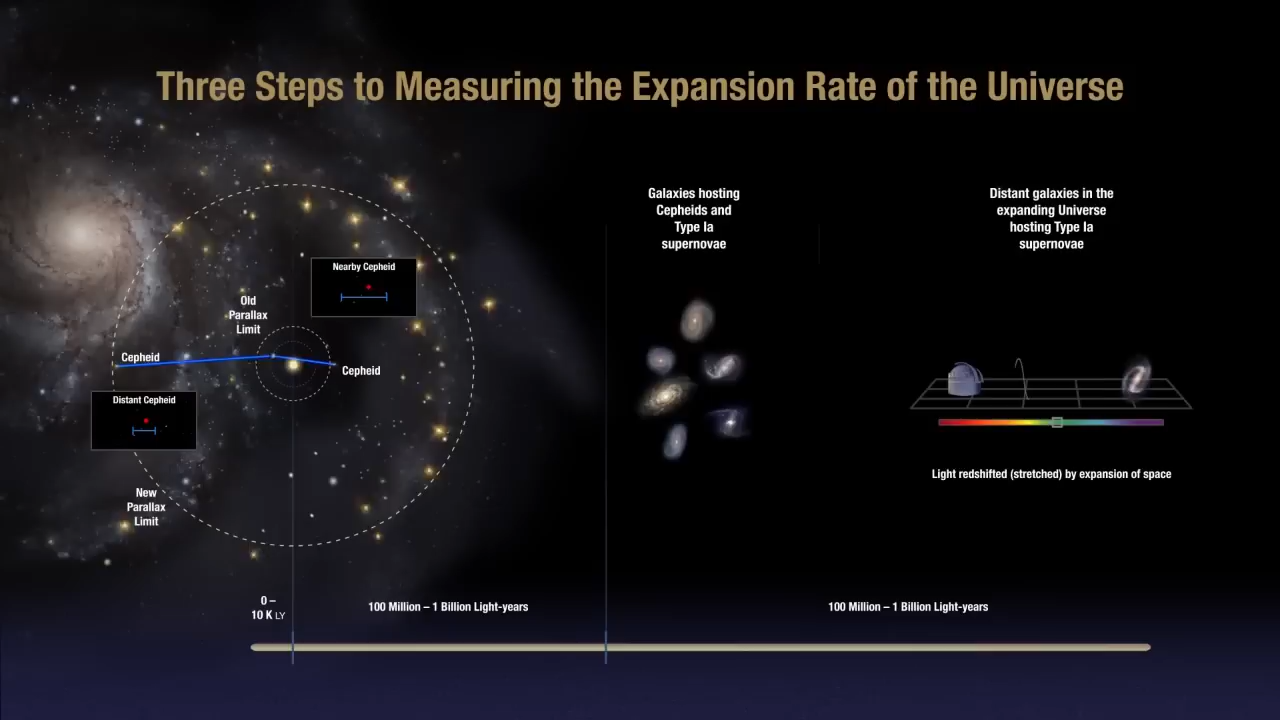 Three Steps to Measuring the Expansion Rate of the Universe
Galaxies hosting
Cepheids and
Type Ia
supernovae
Distant galaxies in the
expanding Universe
hosting Type Ia
supernovae
Nearby Cepheid
Old
Parallax
Limit
Cepheid
Cepheid
Distant Cepheid
New
Parallax
Limit
Light redshifted (stretched) by expansion of space
0 –
10 K LY
100 Million – 1 Billion Light-years
100 Million – 1 Billion Light-years